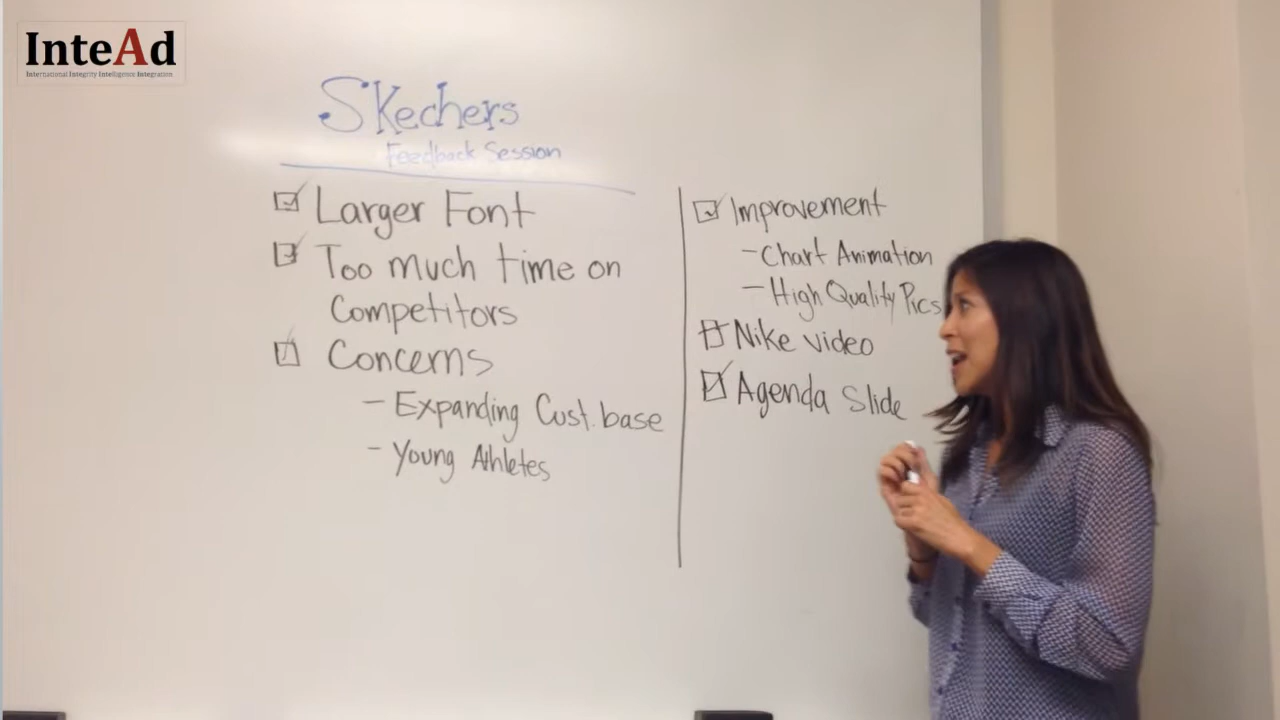 InteAd
International Integrity Intelligence Integration
Skechers
Feedback Session
Larger Font
Too much time on
Competitors
Concerns
- Expanding Cust. base
- Young Athletes
Improvement
- Chart Animation
- High Quality Pics
Nike video
Agenda Slide